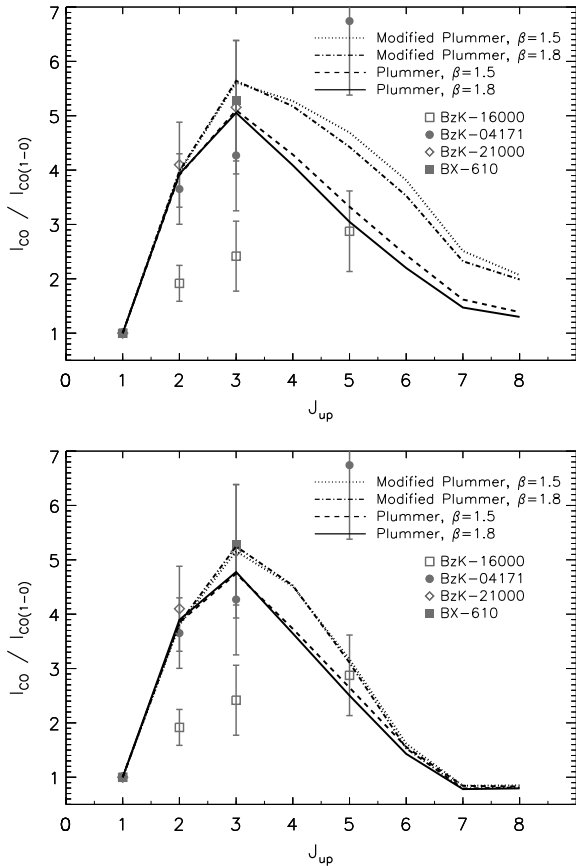 7
6
5
4
3
2
1
I_CO / I_CO(1−0)
Modified Plummer, β=1.5
Modified Plummer, β=1.8
Plummer, β=1.5
Plummer, β=1.8
BzK−16000
BzK−04171
BzK−21000
BX−610
0 1 2 3 4 5 6 7 8
J_up
7
6
5
4
3
2
1
I_CO / I_CO(1−0)
Modified Plummer, β=1.5
Modified Plummer, β=1.8
Plummer, β=1.5
Plummer, β=1.8
BzK−16000
BzK−04171
BzK−21000
BX−610
0 1 2 3 4 5 6 7 8
J_up